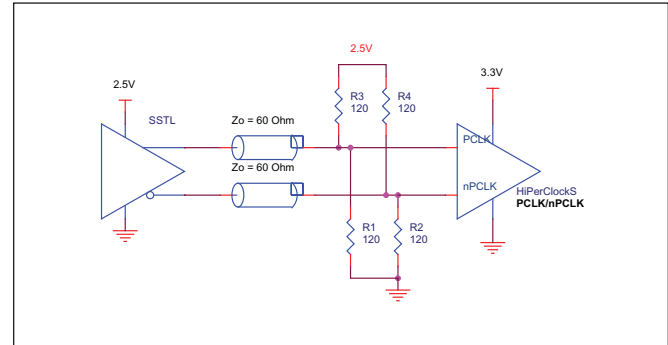 2.5V
2.5V
3.3V
SSTL
Zo = 60 Ohm
R3
120
R4
120
PCLK
Zo = 60 Ohm
nPCLK
HiPerClockS
PCLK/nPCLK
R1
120
R2
120